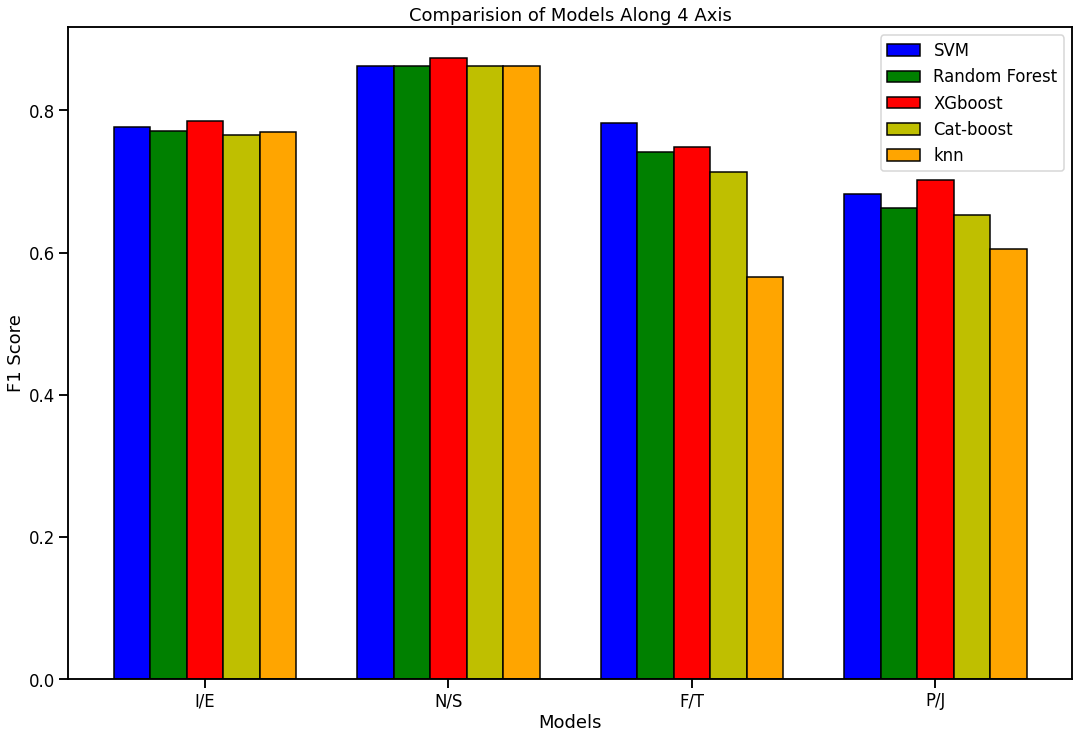 Comparision of Models Along 4 Axis
SVM
Random Forest
XGboost
Cat-boost
knn
F1 Score
0.8
0.6
0.4
0.2
0.0
I/E
N/S
F/T
P/J
Models